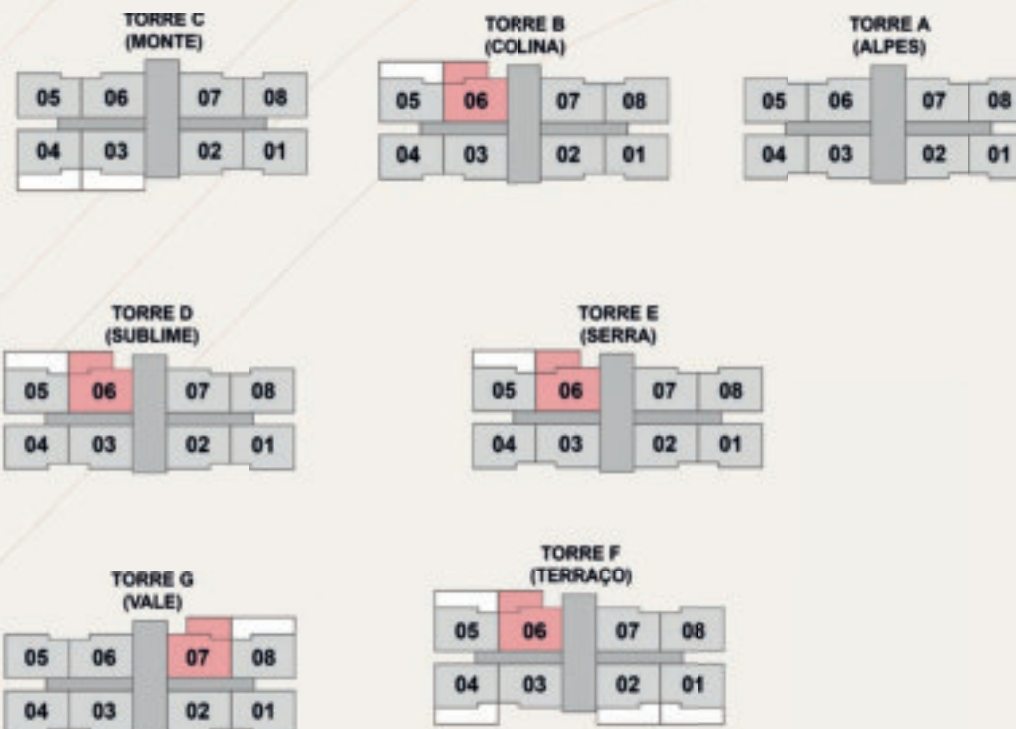 TORRE C
(MONTE)
05 06 07 08
04 03 02 01
TORRE B
(COLINA)
05 06 07 08
04 03 02 01
TORRE A
(ALPES)
05 06 07 08
04 03 02 01
TORRE D
(SUBLIME)
05 06 07 08
04 03 02 01
TORRE E
(SERRA)
05 06 07 08
04 03 02 01
TORRE G
(VALE)
05 06 07 08
04 03 02 01
TORRE F
(TERRAÇO)
05 06 07 08
04 03 02 01